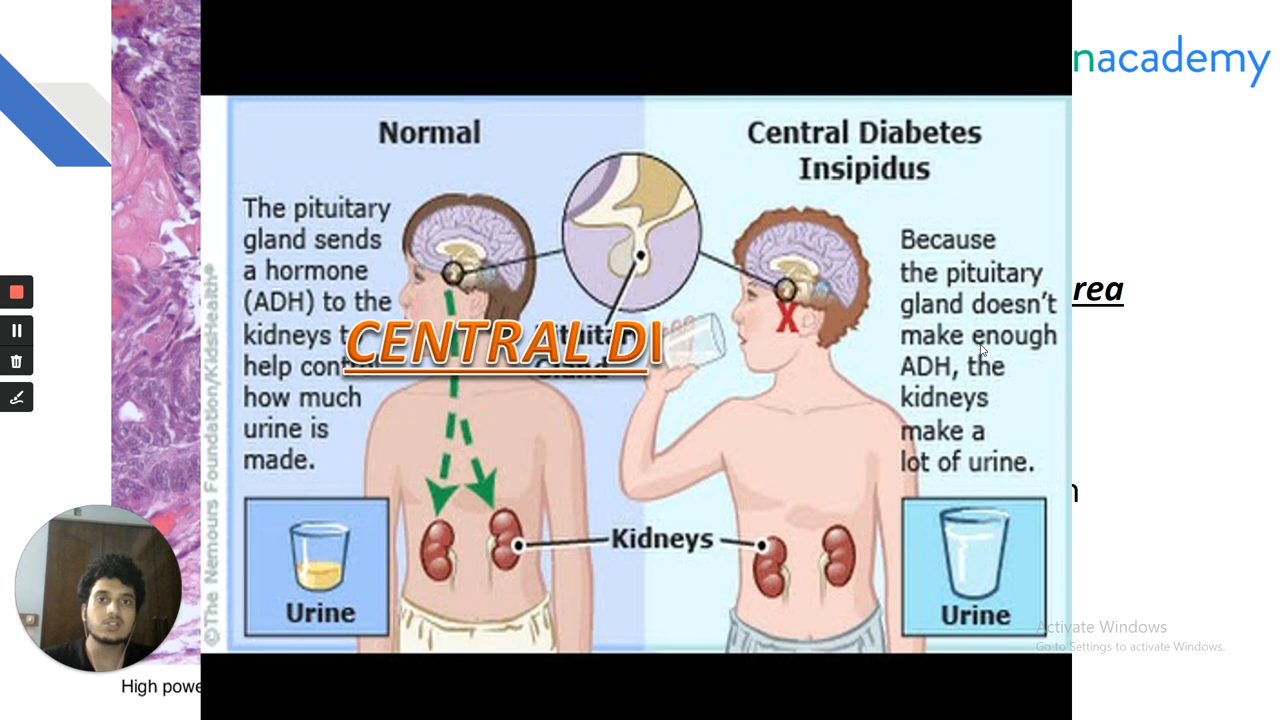 nacademy
Normal
Central Diabetes
Insipidus
The pituitary
gland sends
a hormone
(ADH) to the
kidneys
help
how much
urine is
made.
CENTRAL DI
Gland
Because
the pituitary
gland doesn't
make enough
ADH, the
kidneys
make a
lot of urine.
rea
Kidneys
Urine
Urine
©The Nemours Foundation/KidsHealth®
Activate Windows
Go to Settings to activate Windows.
High powe